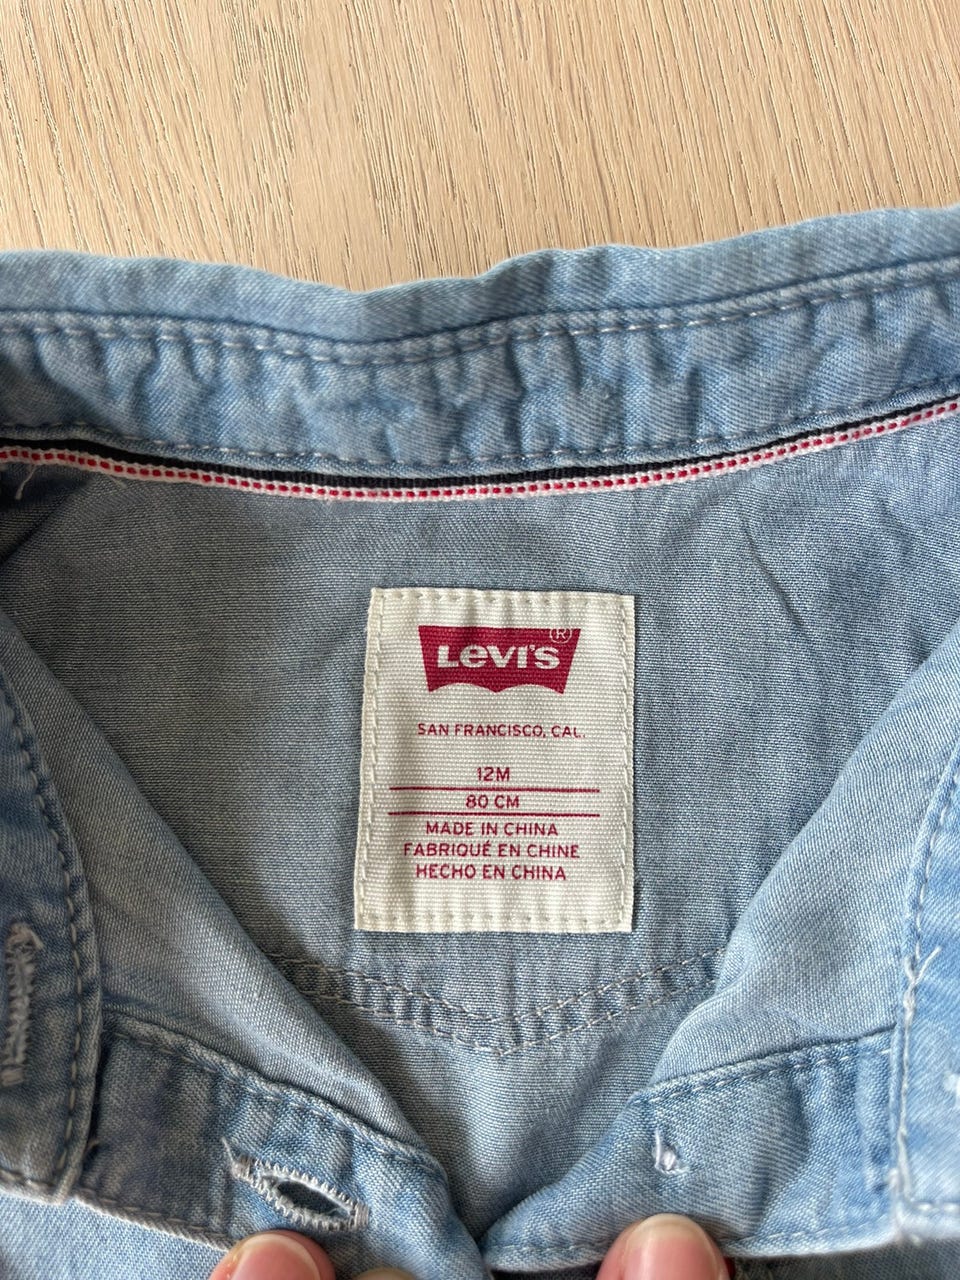 Levi's ®
SAN FRANCISCO, CAL.
12M
80 CM
MADE IN CHINA
FABRIQUÉ EN CHINE
HECHO EN CHINA